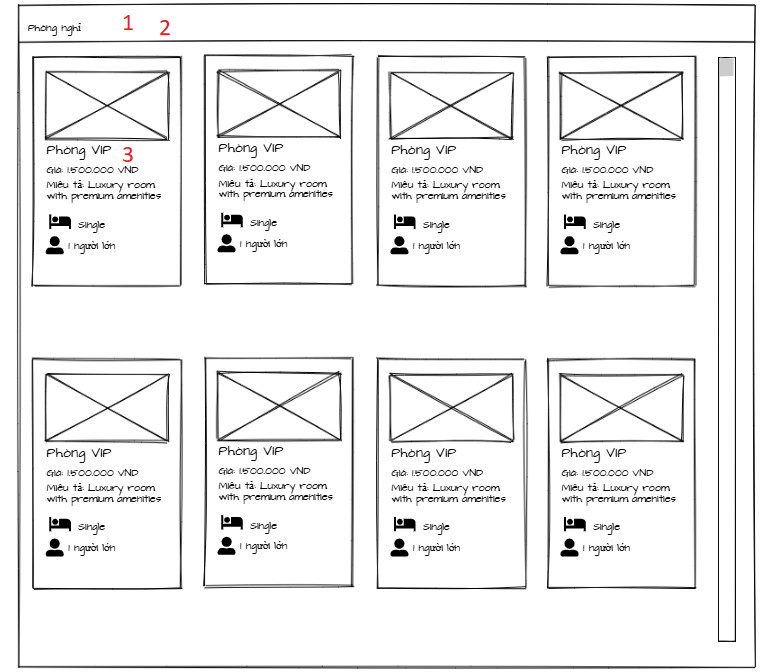 Phòng nghỉ 1 2
Phòng VIP 3
Giá: 1.500.000 VND
Miêu tả: Luxury room
with premium amenities
Single
1 người lớn
Phòng VIP
Giá: 1.500.000 VND
Miêu tả: Luxury room
with premium amenities
Single
1 người lớn
Phòng VIP
Giá: 1.500.000 VND
Miêu tả: Luxury room
with premium amenities
Single
1 người lớn
Phòng VIP
Giá: 1.500.000 VND
Miêu tả: Luxury room
with premium amenities
Single
1 người lớn
Phòng VIP
Giá: 1.500.000 VND
Miêu tả: Luxury room
with premium amenities
Single
1 người lớn
Phòng VIP
Giá: 1.500.000 VND
Miêu tả: Luxury room
with premium amenities
Single
1 người lớn
Phòng VIP
Giá: 1.500.000 VND
Miêu tả: Luxury room
with premium amenities
Single
1 người lớn
Phòng VIP
Giá: 1.500.000 VND
Miêu tả: Luxury room
with premium amenities
Single
1 người lớn